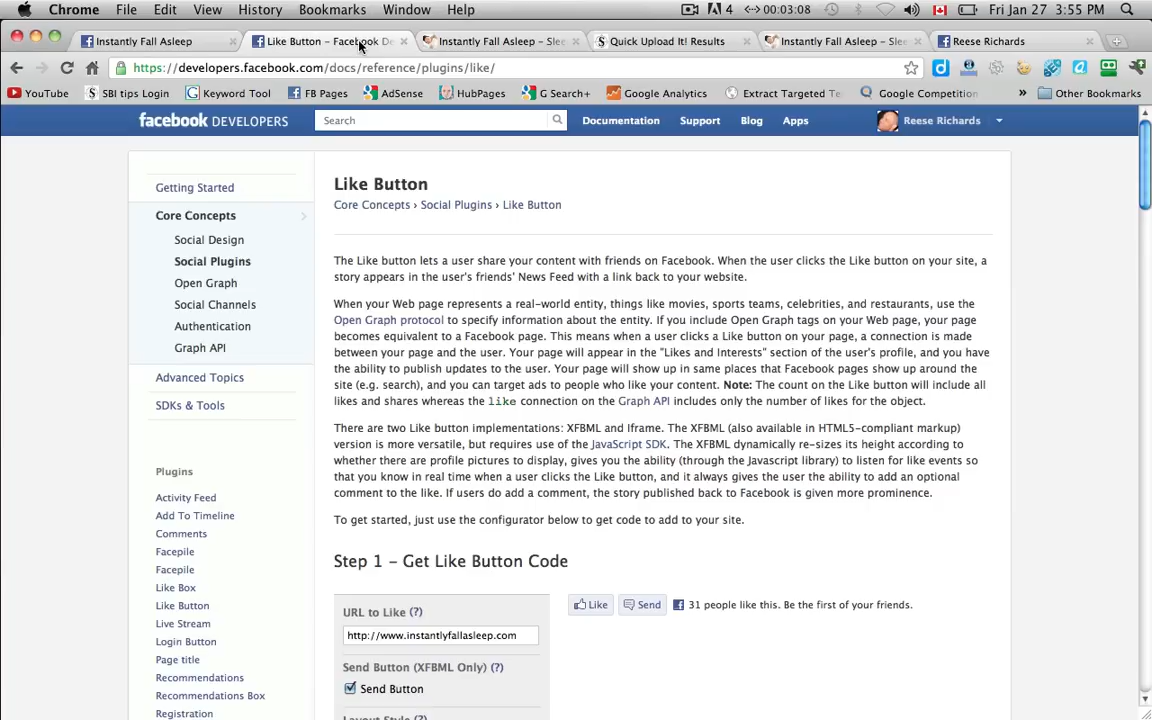 Chrome File Edit View History Bookmarks Window Help 4 00:03:08 Fri Jan 27 3:55 PM
Instantly Fall Asleep Like Button – Facebook De Instantly Fall Asleep – Slee Quick Upload It! Results Instantly Fall Asleep – Slee Reese Richards
https://developers.facebook.com/docs/reference/plugins/like/
YouTube SBI tips Login Keyword Tool FB Pages AdSense HubPages G Search+ Google Analytics Extract Targeted Te Google Competition » Other Bookmarks
facebook DEVELOPERS Search Documentation Support Blog Apps Reese Richards
Getting Started
Core Concepts
Social Design
Social Plugins
Open Graph
Social Channels
Authentication
Graph API
Advanced Topics
SDKs & Tools
Plugins
Activity Feed
Add To Timeline
Comments
Facepile
Facepile
Like Box
Like Button
Live Stream
Login Button
Page title
Recommendations
Recommendations Box
Registration
Like Button
Core Concepts › Social Plugins › Like Button
The Like button lets a user share your content with friends on Facebook. When the user clicks the Like button on your site, a
story appears in the user's friends' News Feed with a link back to your website.
When your Web page represents a real-world entity, things like movies, sports teams, celebrities, and restaurants, use the
Open Graph protocol to specify information about the entity. If you include Open Graph tags on your Web page, your page
becomes equivalent to a Facebook page. This means when a user clicks a Like button on your page, a connection is made
between your page and the user. Your page will appear in the "Likes and Interests" section of the user's profile, and you have
the ability to publish updates to the user. Your page will show up in same places that Facebook pages show up around the
site (e.g. search), and you can target ads to people who like your content. Note: The count on the Like button will include all
likes and shares whereas the like connection on the Graph API includes only the number of likes for the object.
There are two Like button implementations: XFBML and Iframe. The XFBML (also available in HTML5-compliant markup)
version is more versatile, but requires use of the JavaScript SDK. The XFBML dynamically re-sizes its height according to
whether there are profile pictures to display, gives you the ability (through the Javascript library) to listen for like events so
that you know in real time when a user clicks the Like button, and it always gives the user the ability to add an optional
comment to the like. If users do add a comment, the story published back to Facebook is given more prominence.
To get started, just use the configurator below to get code to add to your site.
Step 1 – Get Like Button Code
URL to Like (?)
http://www.instantlyfallasleep.com
Send Button (XFBML Only) (?)
Send Button
Layout Style (?)
Like Send 31 people like this. Be the first of your friends.